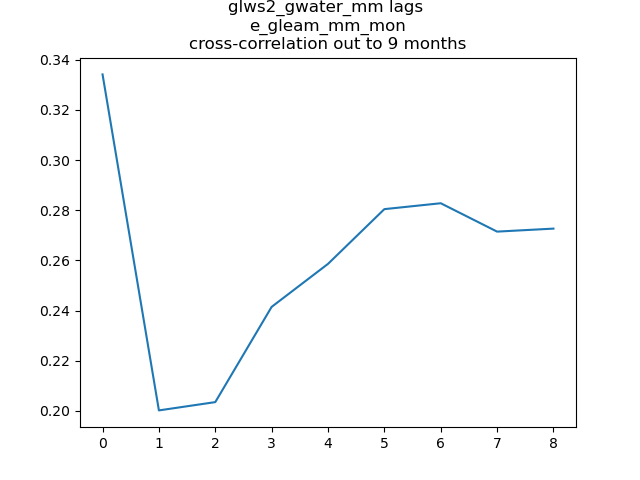 glws2_gwater_mm lags
e_gleam_mm_mon
cross-correlation out to 9 months
0.34
0.32
0.30
0.28
0.26
0.24
0.22
0.20
0 1 2 3 4 5 6 7 8